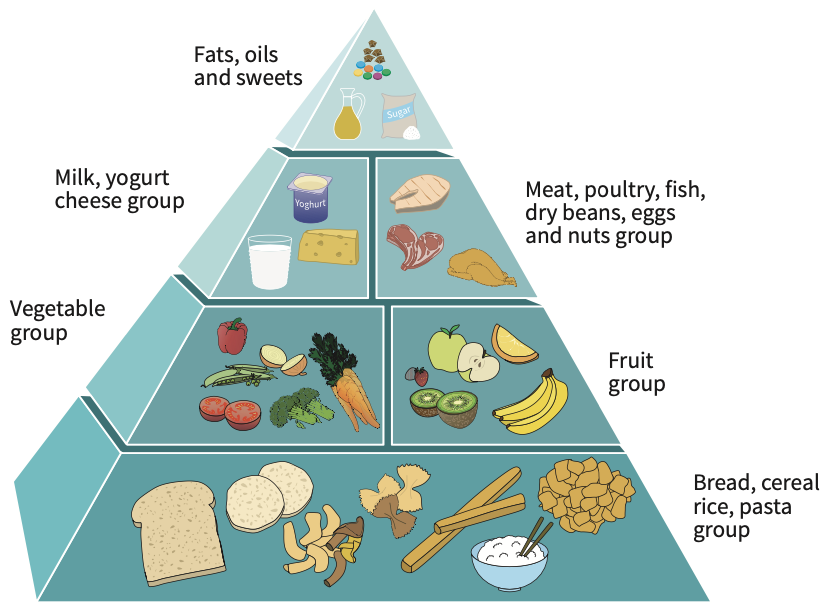 Fats, oils
and sweets
Sugar
Milk, yogurt
cheese group
Yoghurt
Meat, poultry, fish,
dry beans, eggs
and nuts group
Vegetable
group
Fruit
group
Bread, cereal
rice, pasta
group